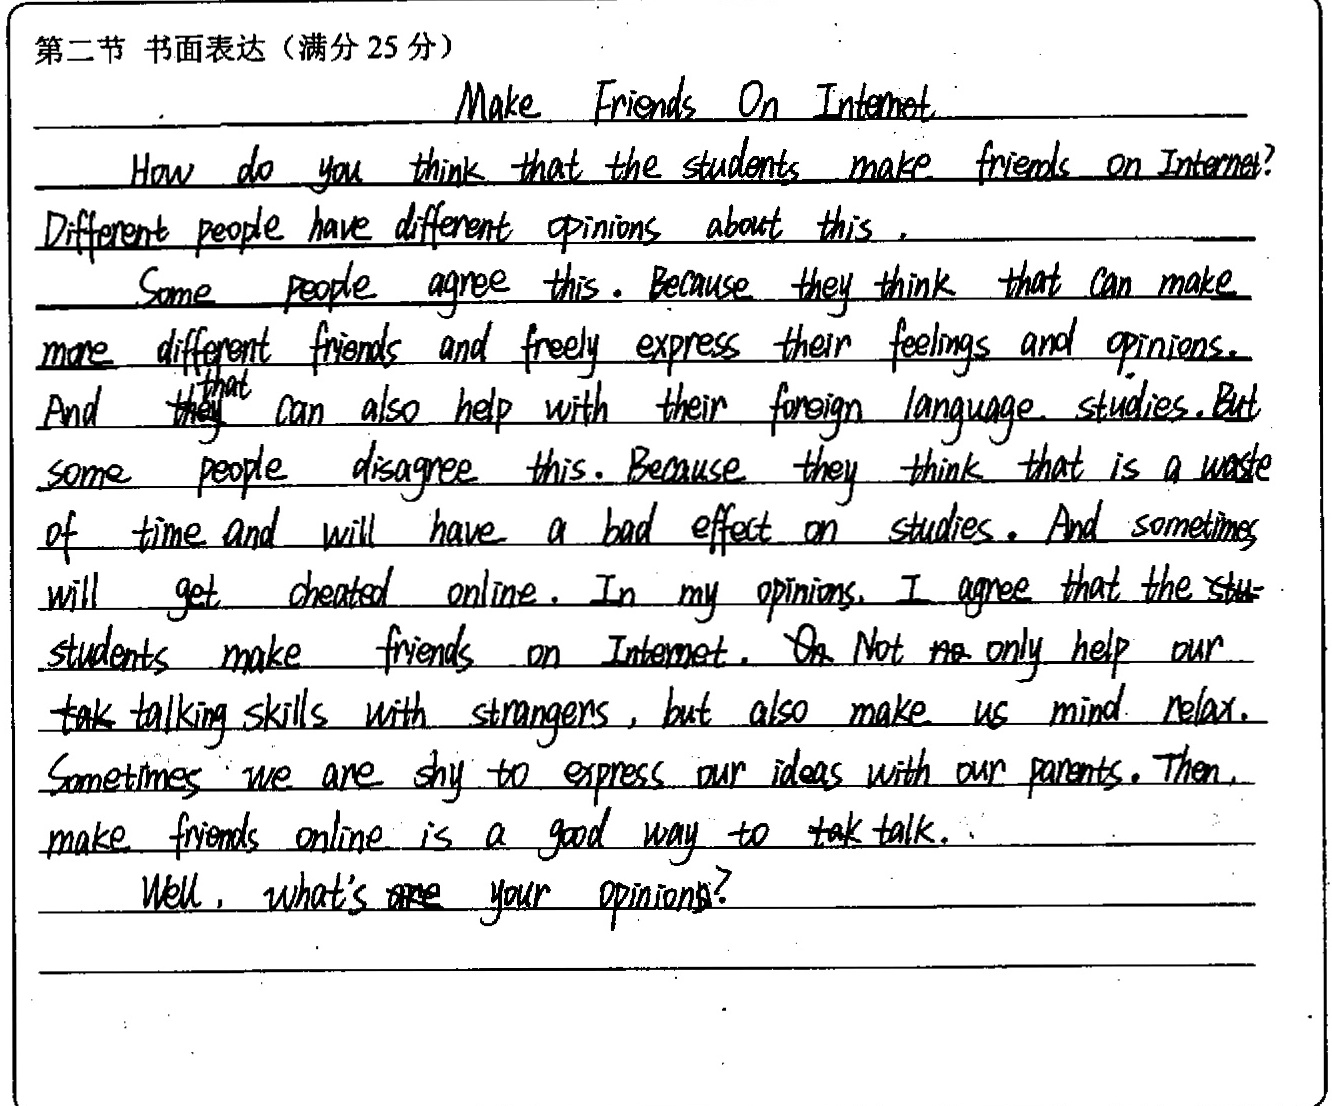 第二节 书面表达（满分 25 分）
Make Friends On Internet
How do you think that the students make friends on Internet?
Different people have different opinions about this.
Some people agree this. Because they think that can make
more different friends and freely express their feelings and opinions.
And that can also help with their foreign language studies. But
some people disagree this. Because they think that is a waste
of time and will have a bad effect on studies. And sometimes
will get cheated online. In my opinions, I agree that the
students make friends on Internet. Not only help our
talking skills with strangers, but also make us mind relax.
Sometimes we are shy to express our ideas with our parents. Then,
make friends online is a good way to talk.
Well, what's your opinion?